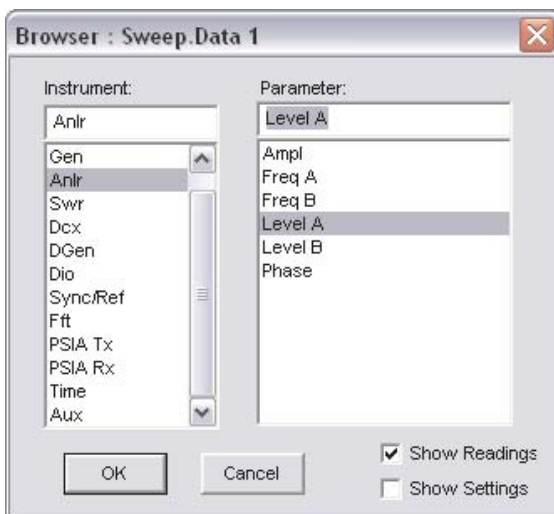 Browser : Sweep.Data 1
Instrument:
Anlr
Gen
Anlr
Swr
Dcx
DGen
Dio
Sync/Ref
Fft
PSIA Tx
PSIA Rx
Time
Aux
Parameter:
Level A
Ampl
Freq A
Freq B
Level A
Level B
Phase
OK
Cancel
Show Readings
Show Settings